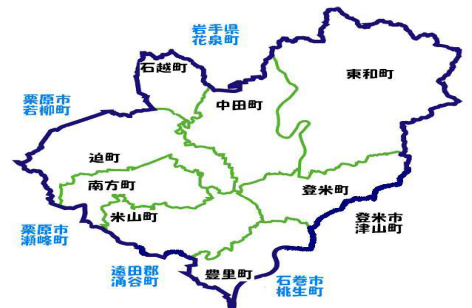 岩手県
花泉町
石越町
東和町
中田町
栗原市
若柳町
迫町
南方町
登米町
米山町
登米市
津山町
栗原市
瀬峰町
遠田郡
涌谷町
豊里町
石巻市
桃生町